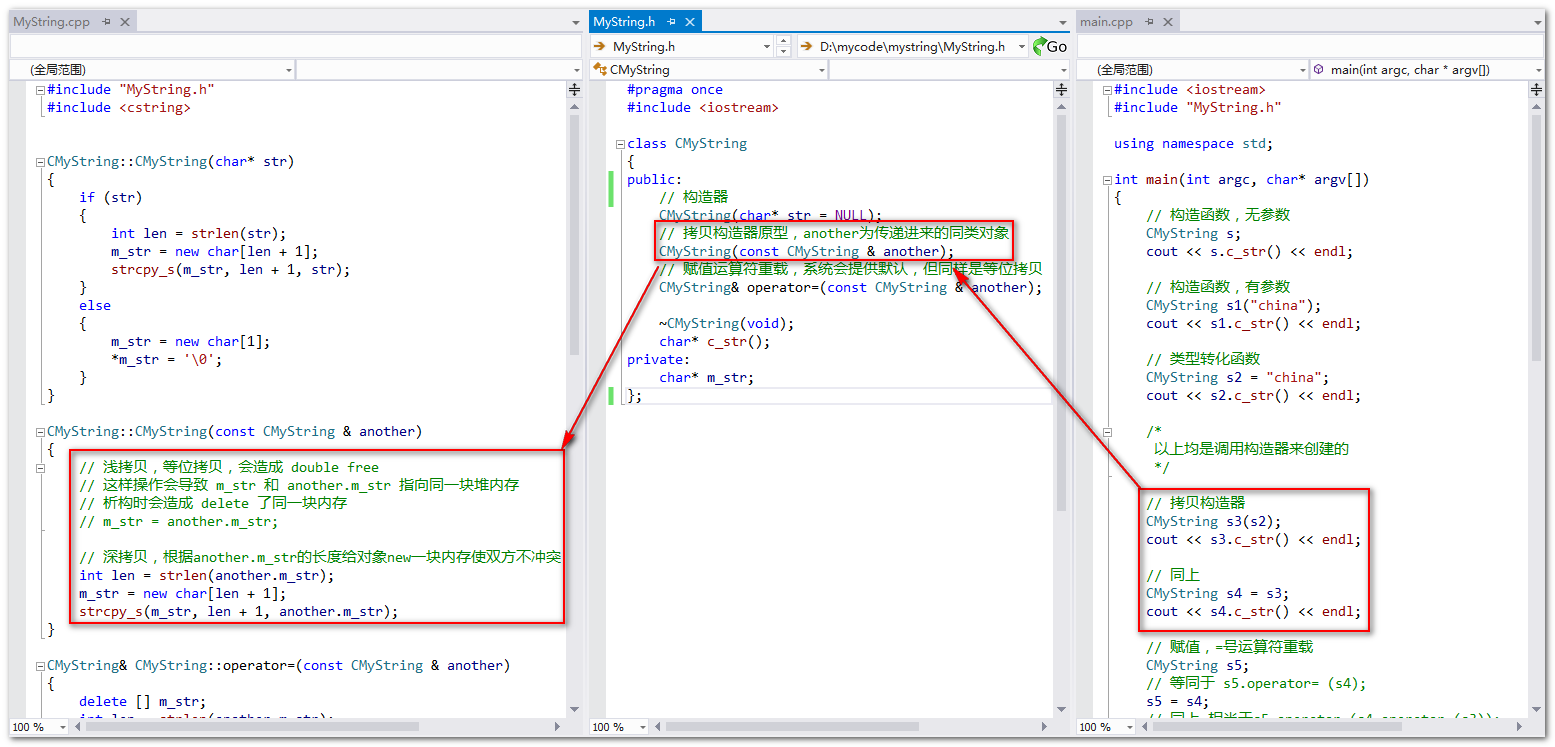 MyString.cpp
(全局范围)
#include "MyString.h"
#include <cstring>
CMyString::CMyString(char* str)
{
if (str)
{
int len = strlen(str);
m_str = new char[len + 1];
strcpy_s(m_str, len + 1, str);
}
else
{
m_str = new char[1];
*m_str = '\0';
}
}
CMyString::CMyString(const CMyString & another)
{
// 浅拷贝，等位拷贝，会造成 double free
// 这样操作会导致 m_str 和 another.m_str 指向同一块堆内存
// 析构时会造成 delete 了同一块内存
// m_str = another.m_str;
// 深拷贝，根据another.m_str的长度给对象new一块内存使双方不冲突
int len = strlen(another.m_str);
m_str = new char[len + 1];
strcpy_s(m_str, len + 1, another.m_str);
}
CMyString& CMyString::operator=(const CMyString & another)
{
delete [] m_str;
int len = strlen(another.m_str);
100 %
MyString.h
MyString.h
D:\mycode\mystring\MyString.h
Go
CMyString
#pragma once
#include <iostream>
class CMyString
{
public:
// 构造器
CMyString(char* str = NULL);
// 拷贝构造器原型，another为传递进来的同类对象
CMyString(const CMyString & another);
// 赋值运算符重载，系统会提供默认，但同样是等位拷贝
CMyString& operator=(const CMyString & another);
~CMyString(void);
char* c_str();
private:
char* m_str;
};
100 %
main.cpp
(全局范围)
main(int argc, char * argv[])
#include <iostream>
#include "MyString.h"
using namespace std;
int main(int argc, char* argv[])
{
// 构造函数，无参数
CMyString s;
cout << s.c_str() << endl;
// 构造函数，有参数
CMyString s1("china");
cout << s1.c_str() << endl;
// 类型转化函数
CMyString s2 = "china";
cout << s2.c_str() << endl;
/*
以上均是调用构造器来创建的
*/
// 拷贝构造器
CMyString s3(s2);
cout << s3.c_str() << endl;
// 同上
CMyString s4 = s3;
cout << s4.c_str() << endl;
// 赋值，=号运算符重载
CMyString s5;
// 等同于 s5.operator= (s4);
s5 = s4;
100 %